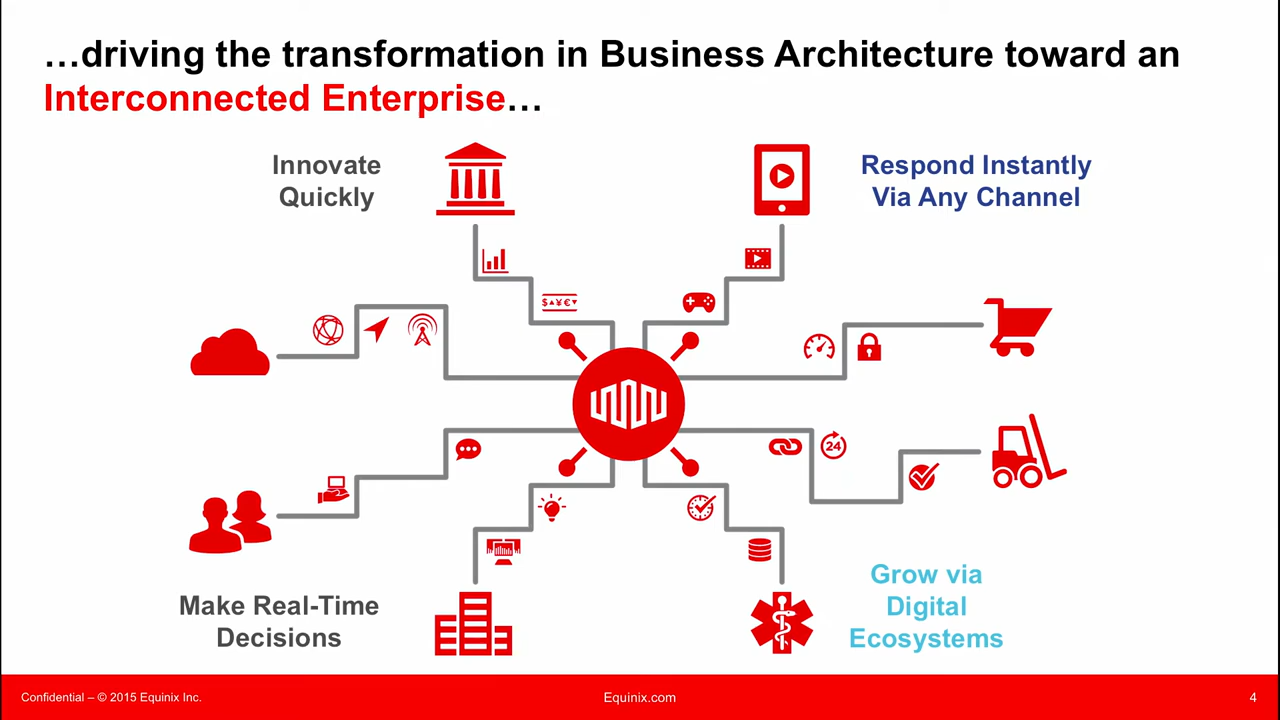 …driving the transformation in Business Architecture toward an
Interconnected Enterprise…
Innovate
Quickly
Respond Instantly
Via Any Channel
$▲¥€▼
24
Make Real-Time
Decisions
Grow via
Digital
Ecosystems
Confidential – © 2015 Equinix Inc.
Equinix.com
4